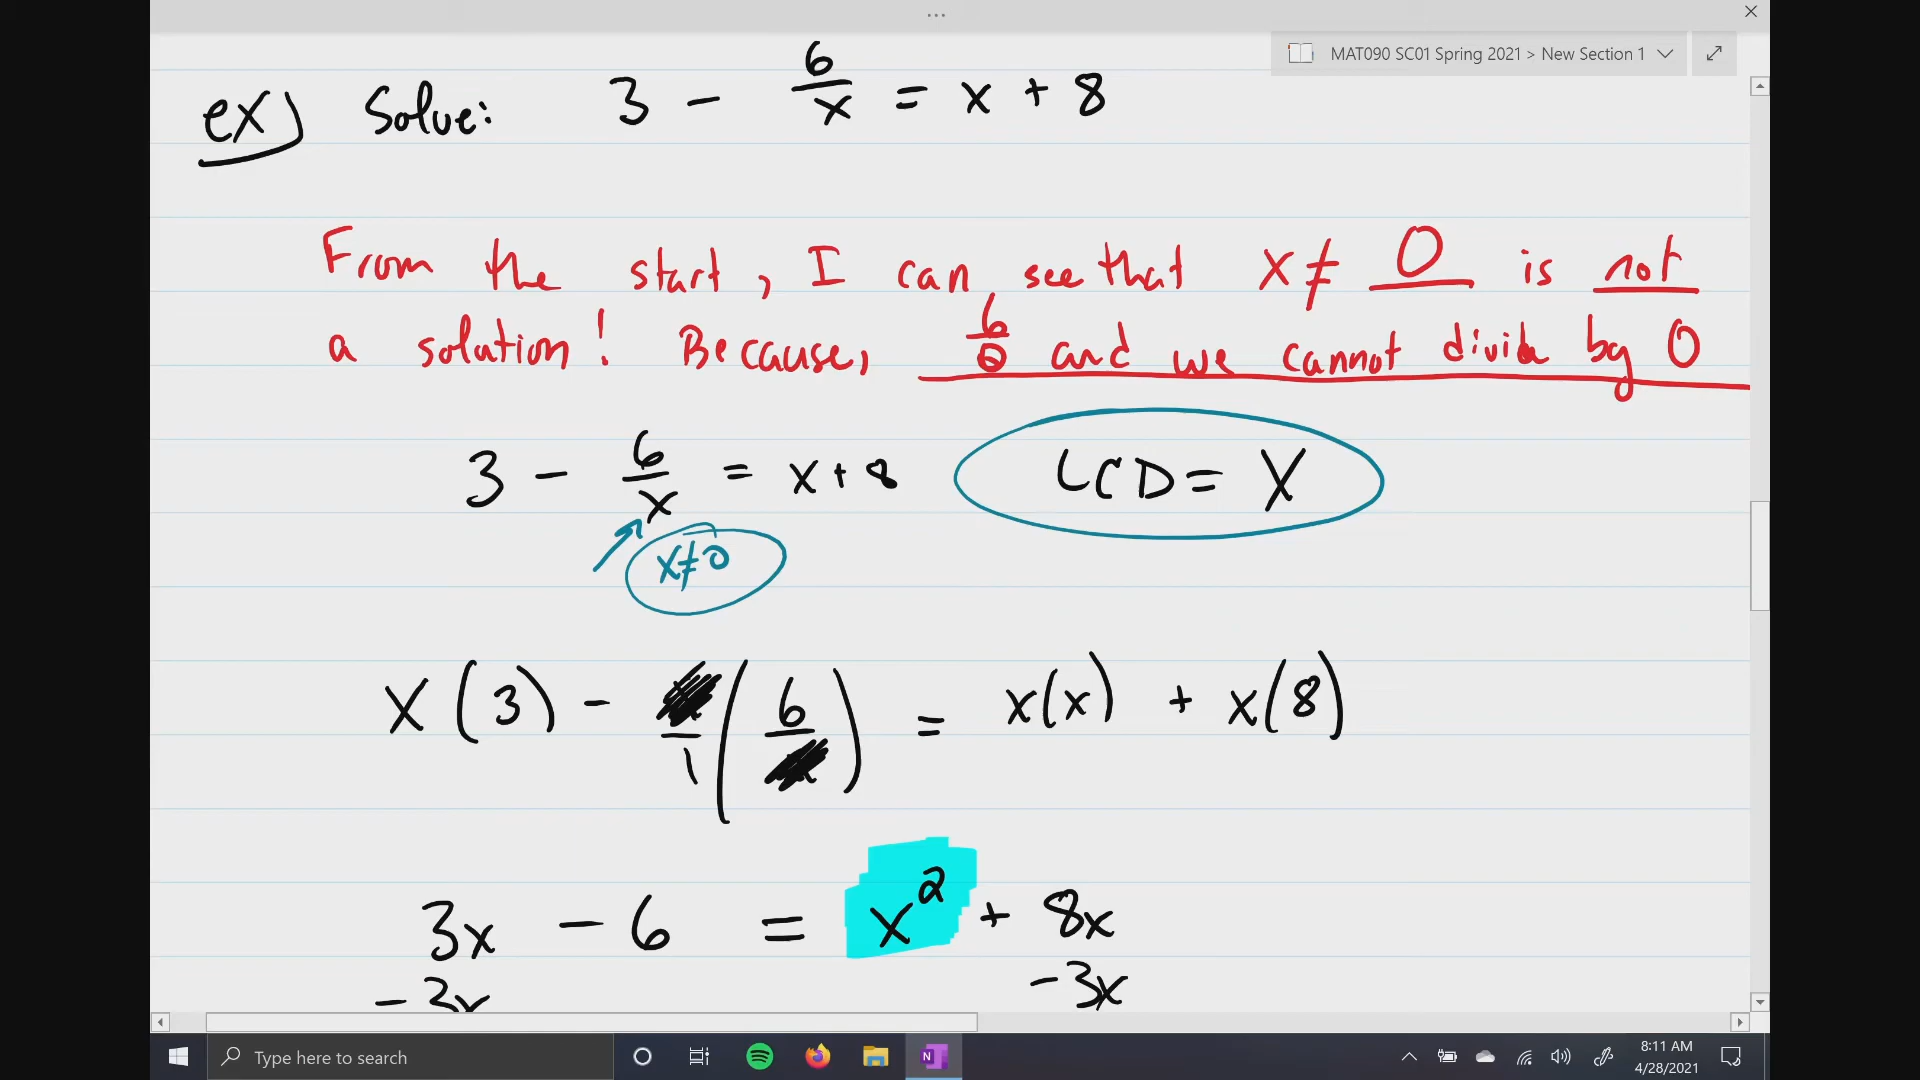 MAT090 SC01 Spring 2021 > New Section 1
ex) Solve: 3 - 6/x = x + 8
From the start, I can see that x ≠ 0 is not
a solution! Because, 6/0 and we cannot divide by 0
3 - 6/x = x + 8 LCD = X
x≠0
X (3) - /1 (6/ ) = x(x) + x(8)
3x - 6 = x² + 8x
- 3x - 3x
Type here to search
8:11 AM
4/28/2021